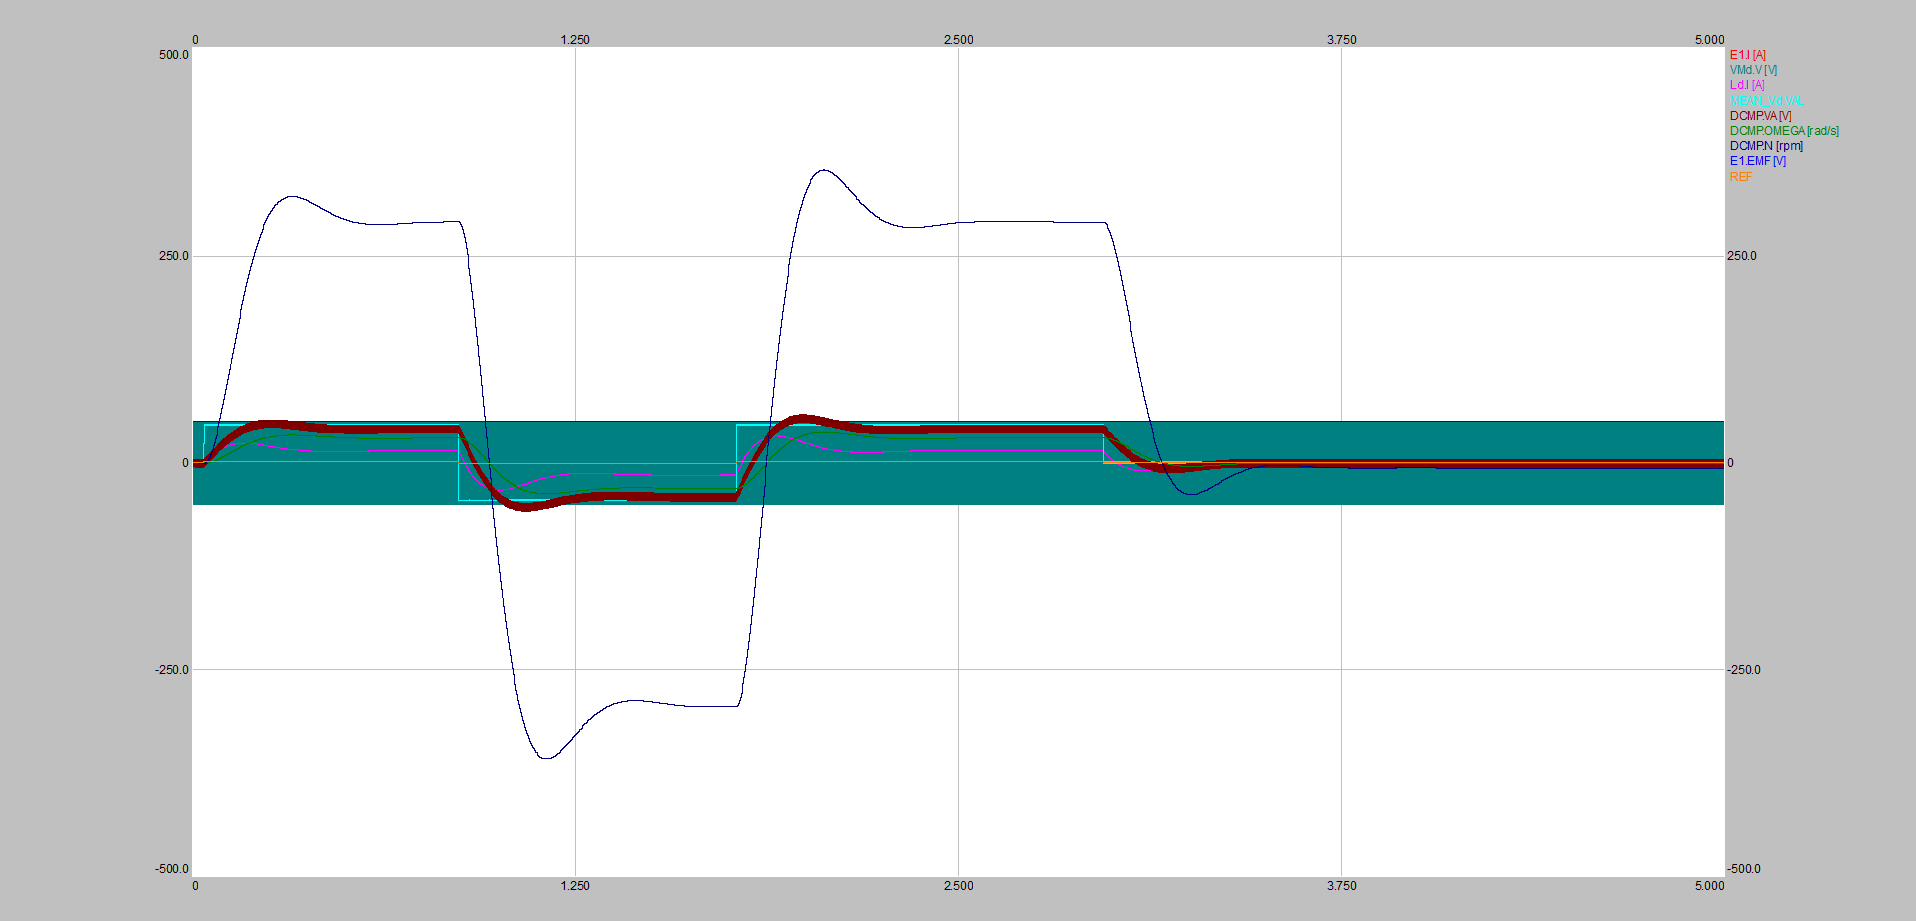 0 1.250 2.500 3.750 5.000
500.0
E1.I [A]
VMd.V [V]
Ld.I [A]
MEAN_Vd.VAL
DCMP.VA [V]
DCMP.OMEGA [rad/s]
DCMP.N [rpm]
E1.EMF [V]
REF
250.0 250.0
0 0
-250.0 -250.0
-500.0 -500.0
0 1.250 2.500 3.750 5.000